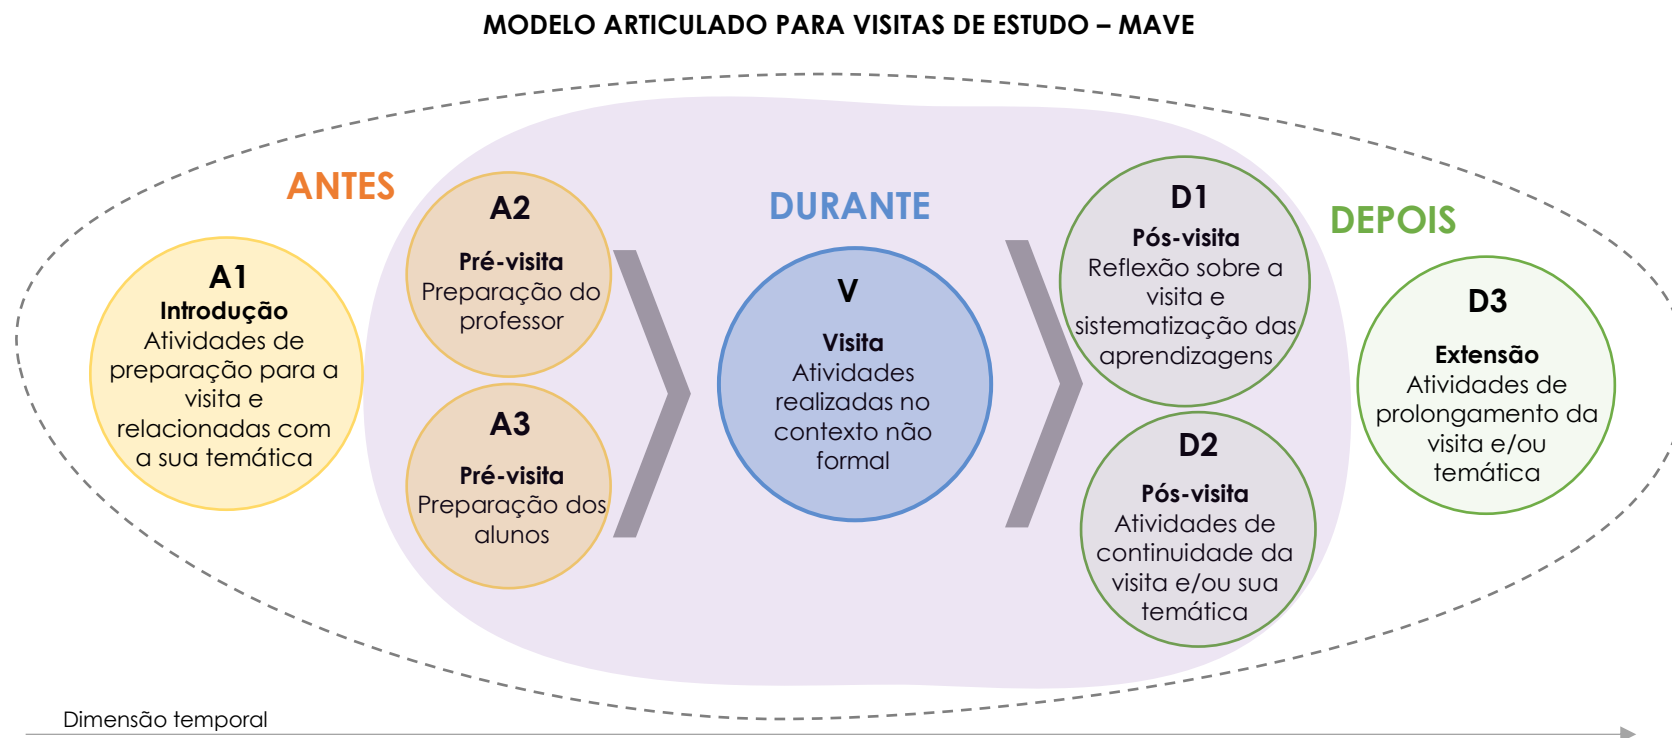 MODELO ARTICULADO PARA VISITAS DE ESTUDO – MAVE
ANTES
A1
Introdução
Atividades de
preparação para a
visita e
relacionadas com
a sua temática
A2
Pré-visita
Preparação do
professor
A3
Pré-visita
Preparação dos
alunos
DURANTE
V
Visita
Atividades
realizadas no
contexto não
formal
DEPOIS
D1
Pós-visita
Reflexão sobre a
visita e
sistematização das
aprendizagens
D2
Pós-visita
Atividades de
continuidade da
visita e/ou sua
temática
D3
Extensão
Atividades de
prolongamento da
visita e/ou
temática
Dimensão temporal